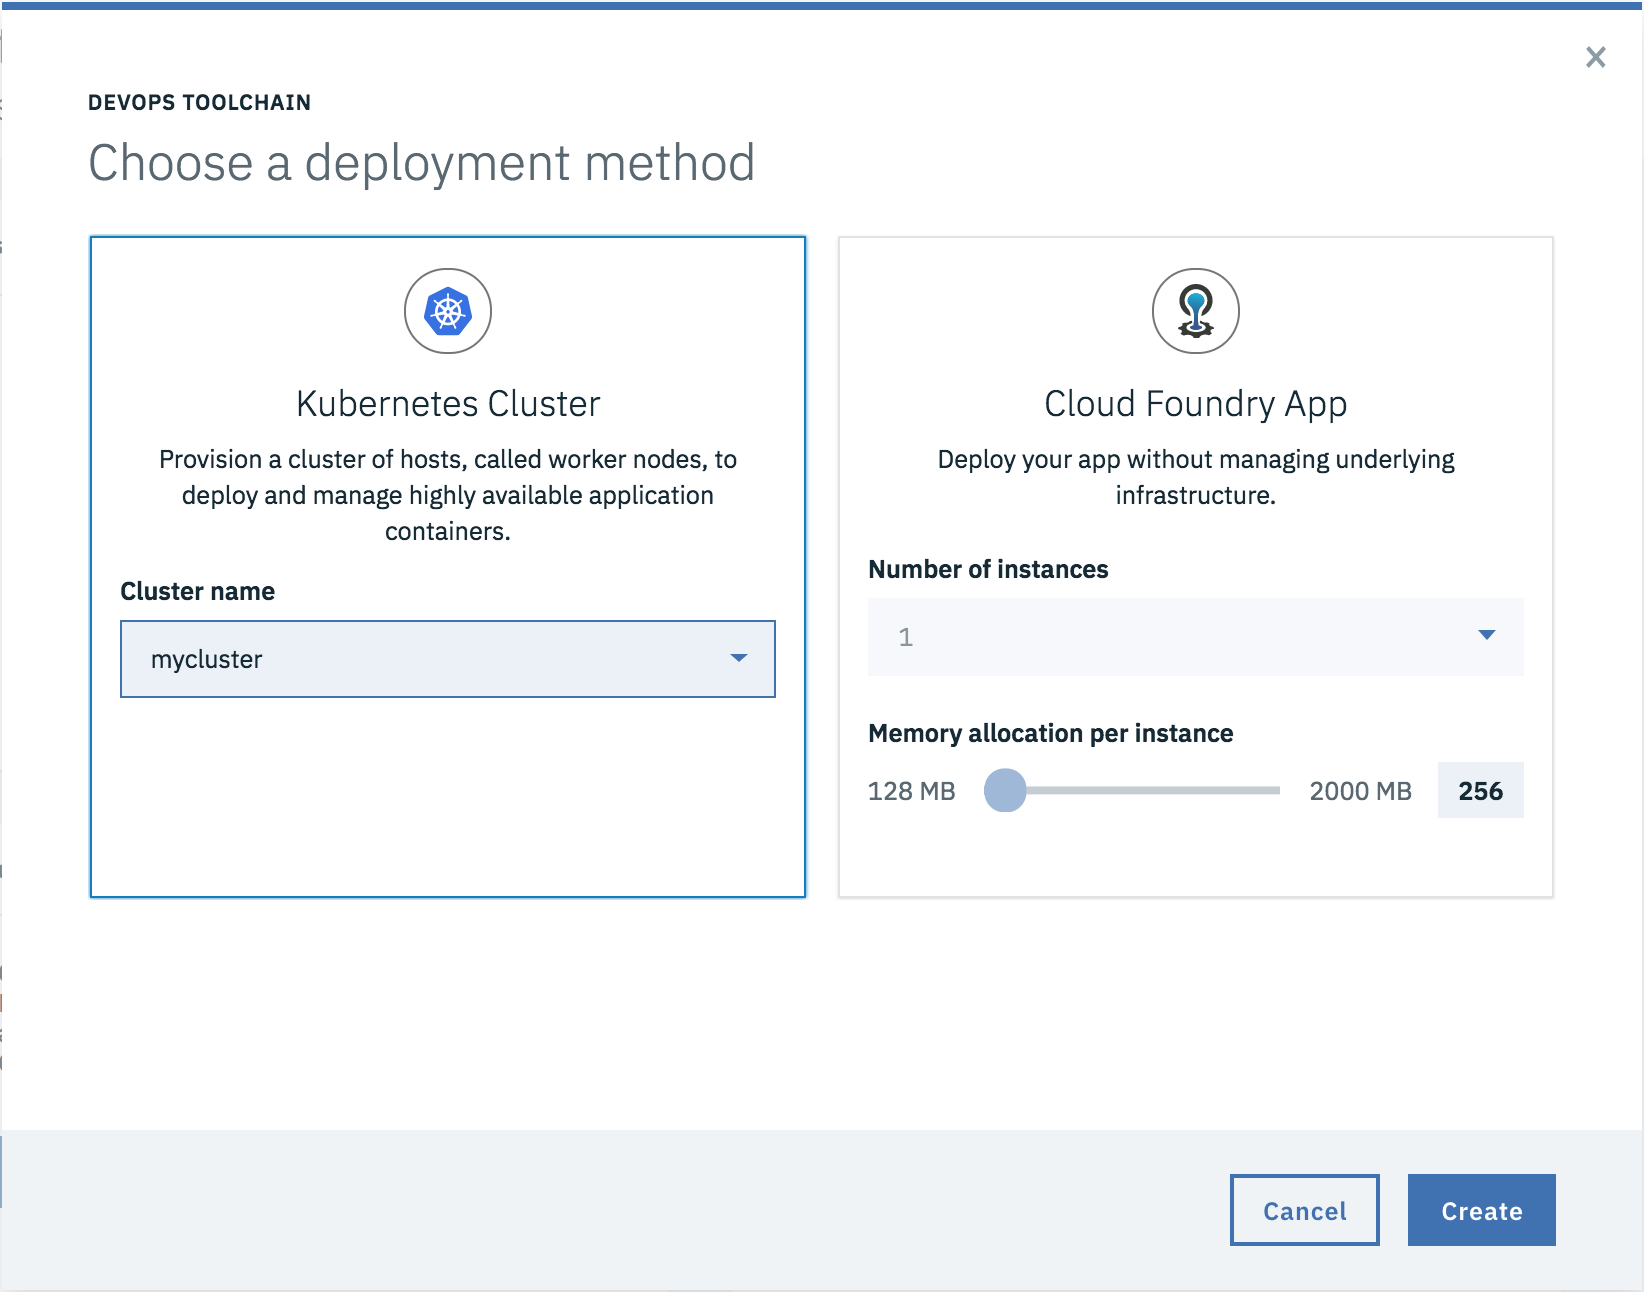 DEVOPS TOOLCHAIN
Choose a deployment method
Kubernetes Cluster
Provision a cluster of hosts, called worker nodes, to
deploy and manage highly available application
containers.
Cluster name
mycluster
Cloud Foundry App
Deploy your app without managing underlying
infrastructure.
Number of instances
1
Memory allocation per instance
128 MB 2000 MB 256
Cancel Create